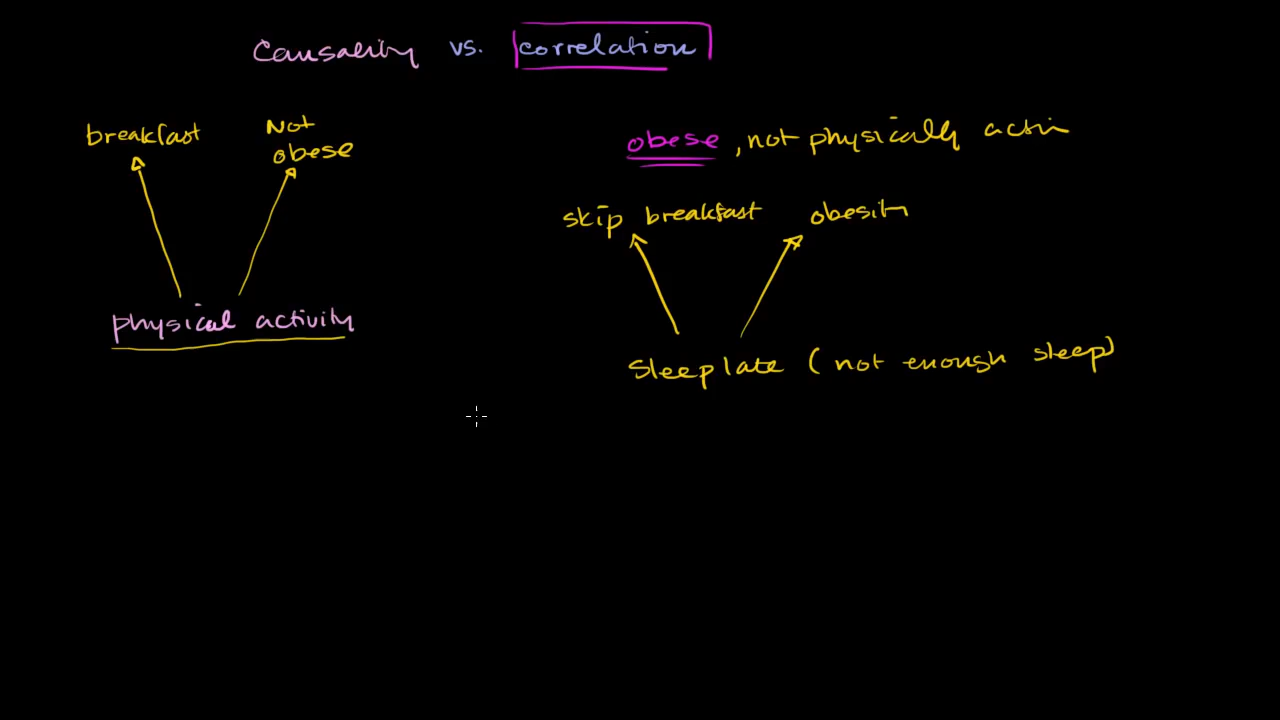 Causality vs. correlation
breakfast
Not
obese
physical activity
obese, not physically activ
skip breakfast obesity
Sleep late (not enough sleep)